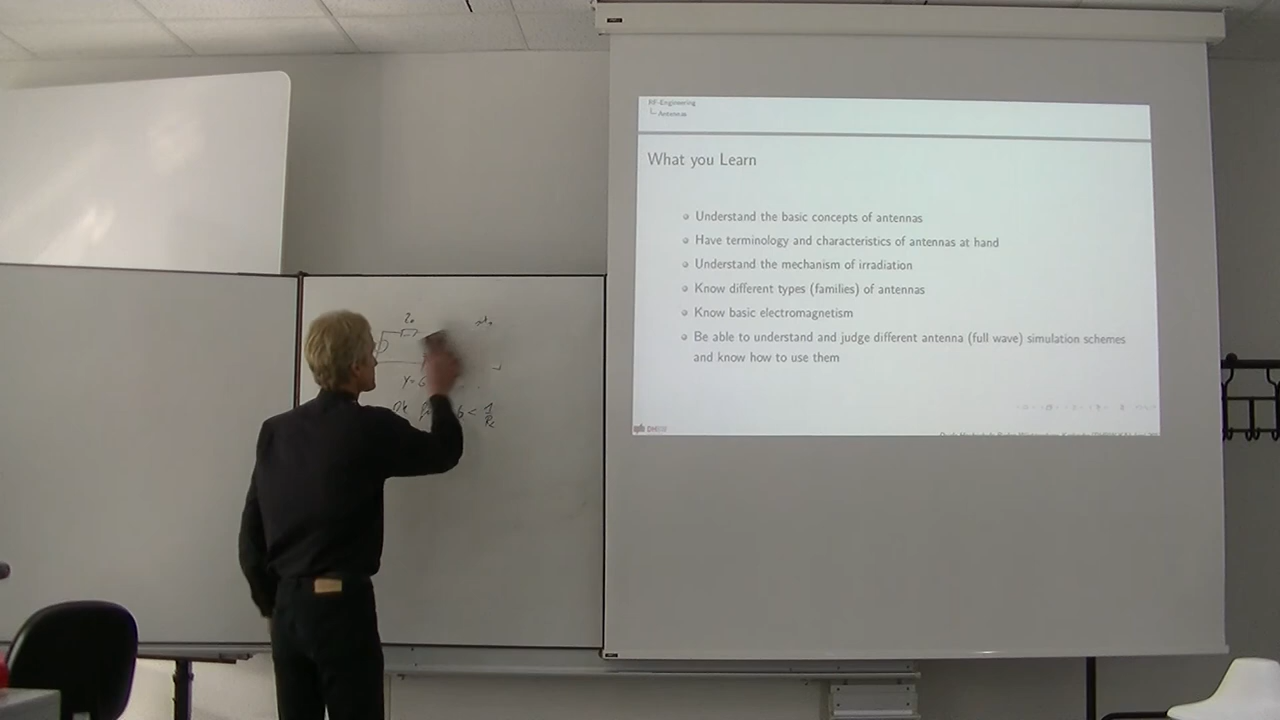 RF-Engineering
Antennas
What you Learn
Understand the basic concepts of antennas
Have terminology and characteristics of antennas at hand
Understand the mechanism of irradiation
Know different types (families) of antennas
Know basic electromagnetism
Be able to understand and judge different antenna (full wave) simulation schemes
and know how to use them
DHBW